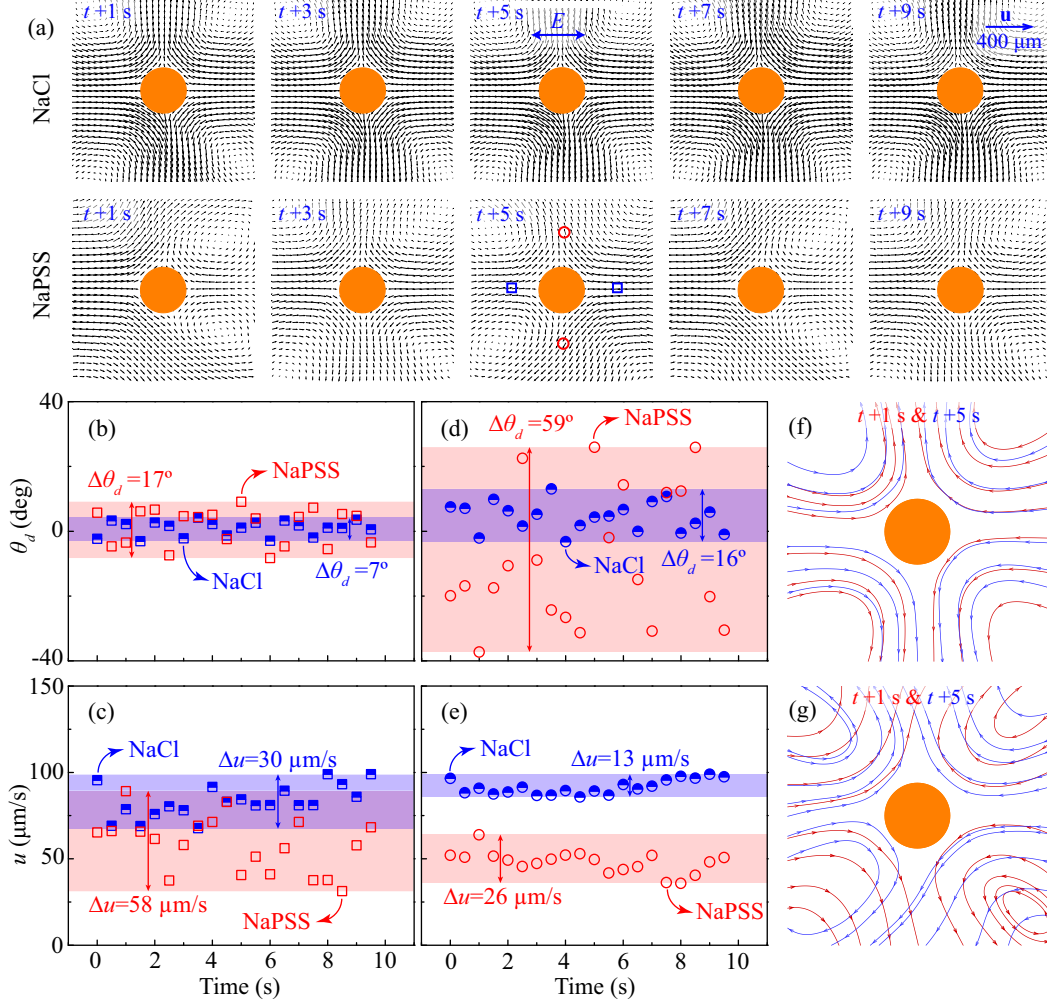 (a)
t +1 s
t +3 s
t +5 s
t +7 s
t +9 s
E
u
400 µm
NaCl
t +1 s
t +3 s
t +5 s
t +7 s
t +9 s
NaPSS
40
0
-40
θd (deg)
(b)
Δθd =17º
NaPSS
NaCl
Δθd =7º
(d)
Δθd =59º
NaPSS
NaCl
Δθd =16º
(f)
t +1 s & t +5 s
150
100
50
0
u (µm/s)
(c)
NaCl
Δu=30 µm/s
Δu=58 µm/s
NaPSS
0 2 4 6 8 10
Time (s)
(e)
NaCl
Δu=13 µm/s
Δu=26 µm/s
NaPSS
0 2 4 6 8 10
Time (s)
(g)
t +1 s & t +5 s